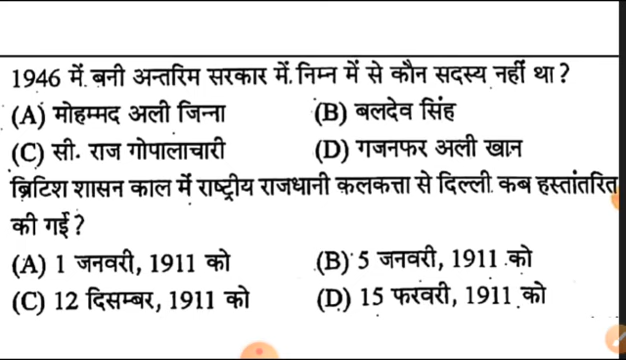 1946 में बनी अन्तरिम सरकार में निम्न में से कौन सदस्य नहीं था ?
(A) मोहम्मद अली जिन्ना (B) बलदेव सिंह
(C) सी. राज गोपालाचारी (D) गजनफर अली खान
ब्रिटिश शासन काल में राष्ट्रीय राजधानी कलकत्ता से दिल्ली कब हस्तांतरित
की गई ?
(A) 1 जनवरी, 1911 को (B) 5 जनवरी, 1911 को
(C) 12 दिसम्बर, 1911 को (D) 15 फरवरी, 1911 को